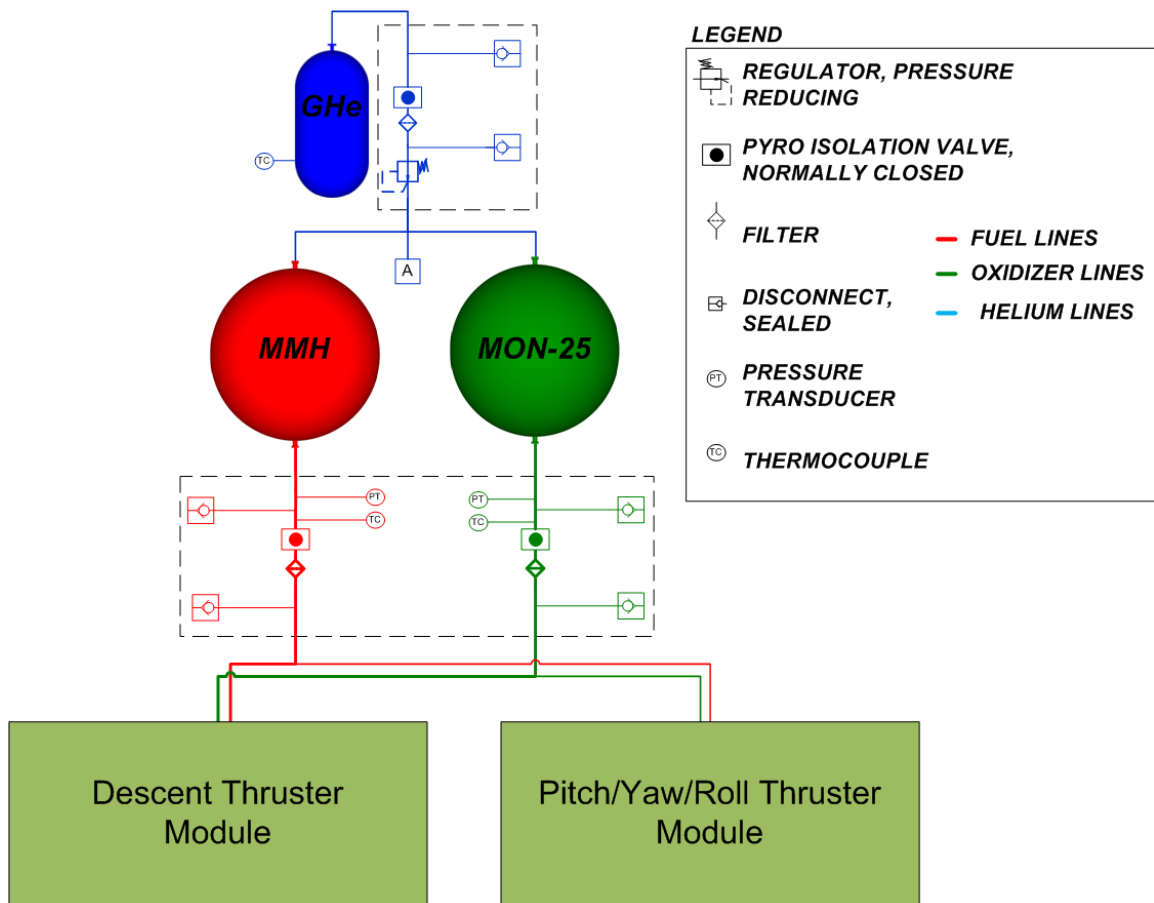 GHe
TC
A
MMH
MON-25
PT
TC
PT
TC
Descent Thruster
Module
Pitch/Yaw/Roll Thruster
Module
LEGEND
REGULATOR, PRESSURE
REDUCING
PYRO ISOLATION VALVE,
NORMALLY CLOSED
FILTER
DISCONNECT,
SEALED
PT
PRESSURE
TRANSDUCER
TC
THERMOCOUPLE
FUEL LINES
OXIDIZER LINES
HELIUM LINES